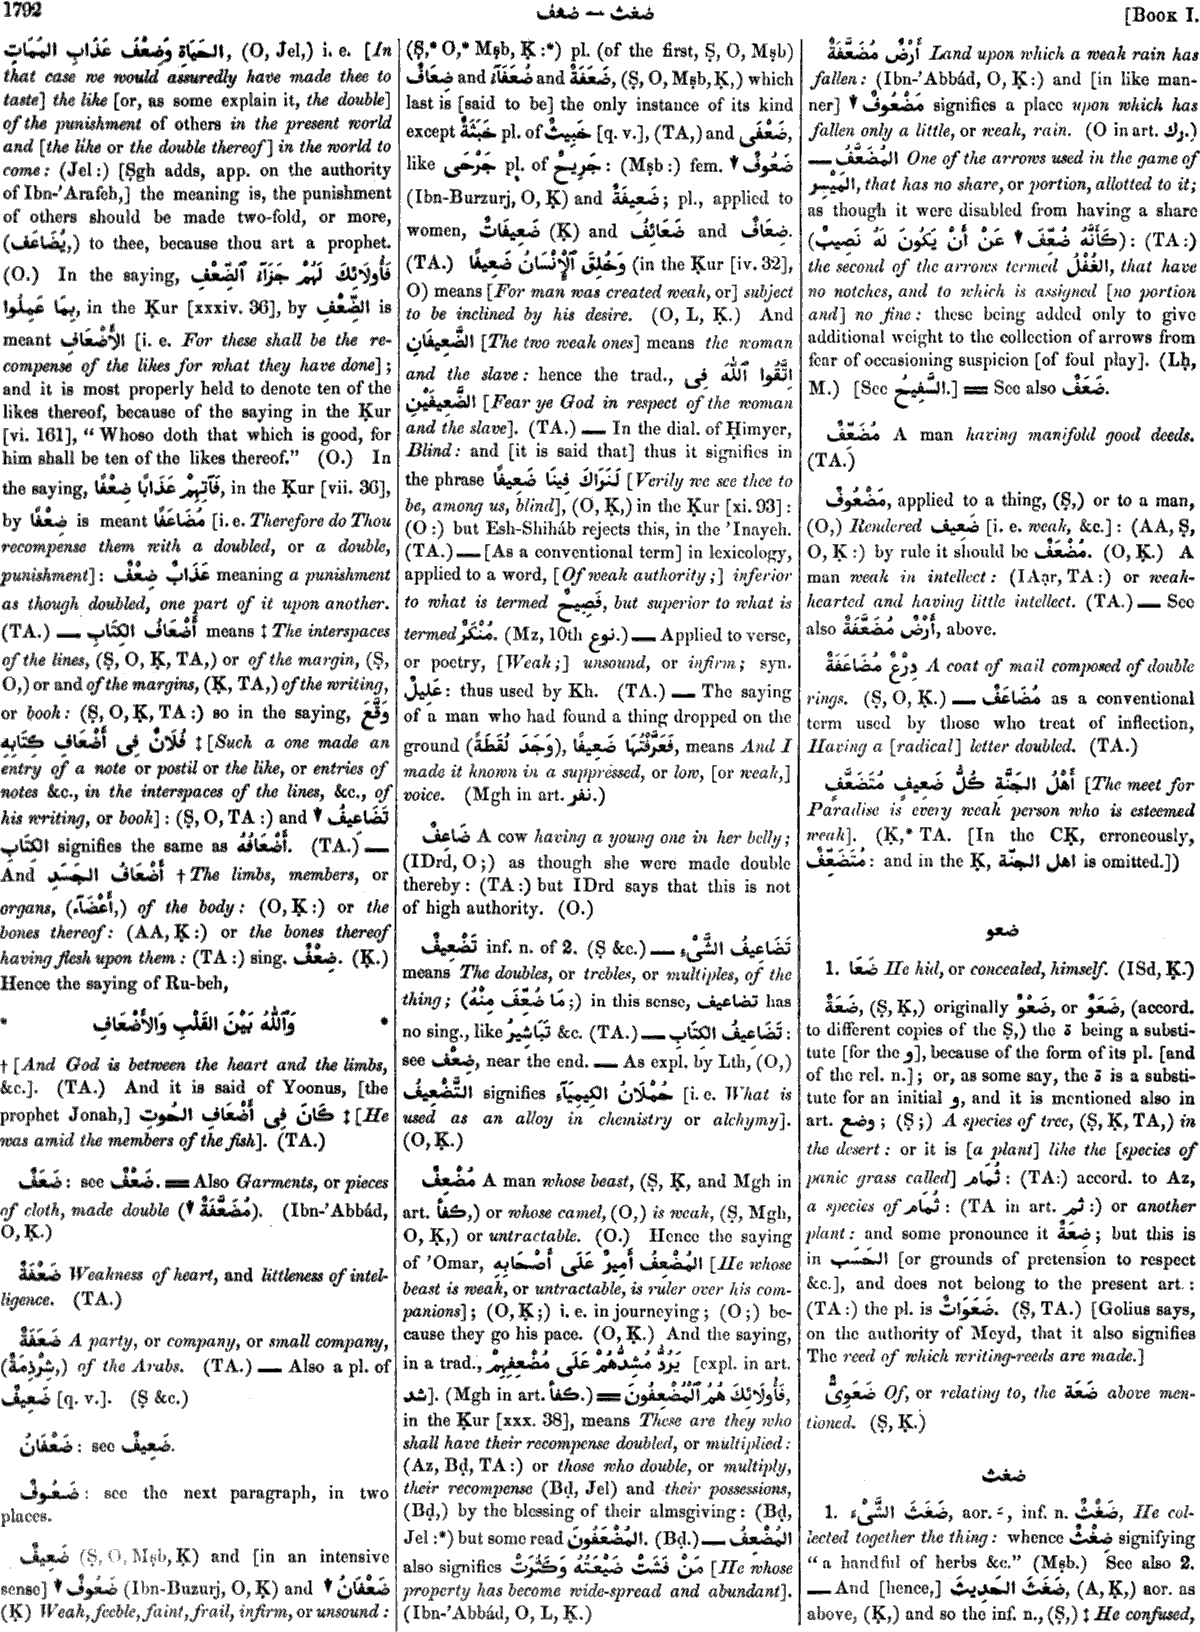 1792
ضغث — ضعف
[BOOK I.
الحَيَاةِ وَضِعْفَ عَذَابِ المَمَاتِ, (O, Jel,) i. e. [In
that case we would assuredly have made thee to
taste] the like [or, as some explain it, the double]
of the punishment of others in the present world
and [the like or the double thereof] in the world to
come: (Jel:) [Ṣgh adds, app. on the authority
of Ibn-'Arafeh,] the meaning is, the punishment
of others should be made two-fold, or more,
(يُضَاعَف,) to thee, because thou art a prophet.
(O.) In the saying, فَأُولَائِكَ لَهُمْ جَزَآءُ ٱلضِّعْفِ
بِمَا عَمِلُوا, in the Ḳur [xxxiv. 36], by الضِّعْفِ is
meant الأَضْعَاف [i. e. For these shall be the re-
compense of the likes for what they have done];
and it is most properly held to denote ten of the
likes thereof, because of the saying in the Ḳur
[vi. 161], “Whoso doth that which is good, for
him shall be ten of the likes thereof.” (O.) In
the saying, فَآتِهِمْ عَذَابًا ضِعْفًا, in the Ḳur [vii. 36],
by ضِعْفًا is meant مُضَاعَفًا [i. e. Therefore do Thou
recompense them with a doubled, or a double,
punishment]: عَذَابٌ ضِعْفٌ meaning a punishment
as though doubled, one part of it upon another.
(TA.) — أَضْعَافُ الكِتَابِ means ‡ The interspaces
of the lines, (Ṣ, O, Ḳ, TA,) or of the margin, (Ṣ,
O,) or and of the margins, (Ḳ, TA,) of the writing,
or book: (Ṣ, O, Ḳ, TA:) so in the saying, وَقَّعَ
فُلَانٌ فِى أَضْعَافِ كِتَابِهِ ‡ [Such a one made an
entry of a note or postil or the like, or entries of
notes &c., in the interspaces of the lines, &c., of
his writing, or book]: (Ṣ, O, TA:) and ▼ تَضَاعِيفُ
الكِتَابِ signifies the same as أَضْعَافُهُ. (TA.) —
And أَضْعَافُ الجَسَدِ † The limbs, members, or
organs, (أَعْضَآء,) of the body: (O, Ḳ:) or the
bones thereof: (AA, Ḳ:) or the bones thereof
having flesh upon them: (TA:) sing. ضِعْفٌ. (Ḳ.)
Hence the saying of Ru-beh,
* وَٱللّٰهُ بَيْنَ القَلْبِ وَالأَضْعَافِ *
† [And God is between the heart and the limbs,
&c.]. (TA.) And it is said of Yoonus, [the
prophet Jonah,] كَانَ فِى أَضْعَافِ الحُوتِ ‡ [He
was amid the members of the fish]. (TA.)
ضَعَفٌ: see ضَعْفٌ. = Also Garments, or pieces
of cloth, made double (▼ مُضَعَّفَةٌ). (Ibn-'Abbád,
O, Ḳ.)
ضَعْفَةٌ Weakness of heart, and littleness of intel-
ligence. (TA.)
ضَعَفَةٌ A party, or company, or small company,
(شِرْذِمَةٌ,) of the Arabs. (TA.) — Also a pl. of
ضَعِيفٌ [q. v.]. (Ṣ &c.)
ضَعْفَانُ: see ضَعِيفٌ.
ضَعُوفٌ: see the next paragraph, in two
places.
ضَعِيفٌ (Ṣ, O, Mṣb, Ḳ) and [in an intensive
sense] ▼ ضَعُوفٌ (Ibn-Buzurj, O, Ḳ) and ▼ ضَعْفَانُ
(Ḳ) Weak, feeble, faint, frail, infirm, or unsound:
(Ṣ,* O,* Mṣb, Ḳ:*) pl. (of the first, Ṣ, O, Mṣb)
ضِعَافٌ and ضُعَفَآءُ and ضَعَفَةٌ, (Ṣ, O, Mṣb, Ḳ,) which
last is [said to be] the only instance of its kind
except خَبَثَةٌ pl. of خَبِيثٌ [q. v.], (TA,) and ضَعْفَى,
like جَرْحَى pl. of جَرِيحٌ: (Mṣb:) fem. ▼ ضَعُوفٌ
(Ibn-Burzurj, O, Ḳ) and ضَعِيفَةٌ; pl., applied to
women, ضَعِيفَاتٌ (Ḳ) and ضَعَائِفُ and ضِعَافٌ.
(TA.) وَخُلِقَ ٱلْإِنْسَانُ ضَعِيفًا (in the Ḳur [iv. 32],
O) means [For man was created weak, or] subject
to be inclined by his desire. (O, L, Ḳ.) And
الضَّعِيفَانِ [The two weak ones] means the woman
and the slave: hence the trad., اِتَّقُوا ٱللّٰهَ فِى
الضَّعِيفَيْنِ [Fear ye God in respect of the woman
and the slave]. (TA.) — In the dial. of Ḥimyer,
Blind: and [it is said that] thus it signifies in
the phrase لَنَرَاكَ فِينَا ضَعِيفًا [Verily we see thee to
be, among us, blind], (O, Ḳ,) in the Ḳur [xi. 93]:
(O:) but Esh-Shiháb rejects this, in the 'Ináyeh.
(TA.) — [As a conventional term] in lexicology,
applied to a word, [Of weak authority;] inferior
to what is termed فَصِيحٌ, but superior to what is
termed مُنْكَرٌ. (Mz, 10th نوع.) — Applied to verse,
or poetry, [Weak;] unsound, or infirm; syn.
عَلِيلٌ: thus used by Kh. (TA.) — The saying
of a man who had found a thing dropped on the
ground (وَجَدَ لُقَطَةً), فَعَرَّفْتُهَا ضَعِيفًا, means And I
made it known in a suppressed, or low, [or weak,]
voice. (Mgh in art. نفر.)
ضَاعِفٌ A cow having a young one in her belly;
(IDrd, O;) as though she were made double
thereby: (TA:) but IDrd says that this is not
of high authority. (O.)
تَضْعِيفٌ inf. n. of 2. (Ṣ &c.) — تَضَاعِيفُ الشَّىْءِ
means The doubles, or trebles, or multiples, of the
thing; (مَا ضُعِّفَ مِنْهُ;) in this sense, تضاعيف has
no sing., like تَبَاشِيرُ &c. (TA.) — تَضَاعِيفُ الكِتَابِ:
see ضِعْفٌ, near the end. — As expl. by Lth, (O,)
التَّضْعِيفُ signifies حُمْلَانُ الكِيمِيَآءِ [i. e. What is
used as an alloy in chemistry or alchymy].
(O, Ḳ.)
مُضْعِفٌ A man whose beast, (Ṣ, Ḳ, and Mgh in
art. كفأ,) or whose camel, (O,) is weak, (Ṣ, Mgh,
O, Ḳ,) or untractable. (O.) Hence the saying
of 'Omar, المُضْعِفُ أَمِيرٌ عَلَى أَصْحَابِهِ [He whose
beast is weak, or untractable, is ruler over his com-
panions]; (O, Ḳ;) i. e. in journeying; (O;) be-
cause they go his pace. (O, Ḳ.) And the saying,
in a trad., يَرُدُّ مُشِدُّهُمْ عَلَى مُضْعِفِهِمْ [expl. in art.
شد]. (Mgh in art. كفأ.) = فَأُولَائِكَ هُمُ ٱلْمُضْعِفُونَ,
in the Ḳur [xxx. 38], means These are they who
shall have their recompense doubled, or multiplied:
(Az, Bḍ, TA:) or those who double, or multiply,
their recompense (Bḍ, Jel) and their possessions,
(Bḍ,) by the blessing of their almsgiving: (Bḍ,
Jel:*) but some read المُضْعَفُونَ. (Bḍ.) — المُضْعِفُ
also signifies مَنْ فَشَتْ ضَيْعَتُهُ وَكَثُرَتْ [He whose
property has become wide-spread and abundant].
(Ibn-'Abbád, O, L, Ḳ.)
أَرْضٌ مُضَعَّفَةٌ Land upon which a weak rain has
fallen: (Ibn-'Abbád, O, Ḳ:) and [in like man-
ner] ▼ مَضْعُوفٌ signifies a place upon which has
fallen only a little, or weak, rain. (O in art. رك.)
— المُضَعَّفُ One of the arrows used in the game of
المَيْسِر, that has no share, or portion, allotted to it;
as though it were disabled from having a share
(كَأَنَّهُ ضُعِّفَ ▼ عَنْ أَنْ يَكُونَ لَهُ نَصِيبٌ): (TA:)
the second of the arrows termed الغُفْلُ, that have
no notches, and to which is assigned [no portion
and] no fine: these being added only to give
additional weight to the collection of arrows from
fear of occasioning suspicion [of foul play]. (Lḥ,
M.) [See السَّفِيحُ.] = See also ضَعَفٌ.
مُضَعِّفٌ A man having manifold good deeds.
(TA.)
مَضْعُوفٌ, applied to a thing, (Ṣ,) or to a man,
(O,) Rendered ضَعِيف [i. e. weak, &c.]: (AA, Ṣ,
O, Ḳ:) by rule it should be مُضْعَفٌ. (O, Ḳ.) A
man weak in intellect: (IAạr, TA:) or weak-
hearted and having little intellect. (TA.) — See
also أَرْضٌ مُضَعَّفَةٌ, above.
دِرْعٌ مُضَاعَفَةٌ A coat of mail composed of double
rings. (Ṣ, O, Ḳ.) — مُضَاعَفٌ as a conventional
term used by those who treat of inflection,
Having a [radical] letter doubled. (TA.)
أَهْلُ الجَنَّةِ كُلُّ ضَعِيفٍ مُتَضَعَّفٍ [The meet for
Paradise is every weak person who is esteemed
weak]. (Ḳ,* TA. [In the CḲ, erroneously,
مُتَضَعِّفٌ: and in the Ḳ, اهل الجنّة is omitted.])
ضعو
1. ضَعَا He hid, or concealed, himself. (ISd, Ḳ.)
ضَعَةٌ, (Ṣ, Ḳ,) originally ضَعْوٌ, or ضَعَوٌ, (accord.
to different copies of the Ṣ,) the ة being a substi-
tute [for the و], because of the form of its pl. [and
of the rel. n.]; or, as some say, the ة is a substi-
tute for an initial و, and it is mentioned also in
art. وضع; (Ṣ;) A species of tree, (Ṣ, Ḳ, TA,) in
the desert: or it is [a plant] like the [species of
panic grass called] ثُمَام: (TA:) accord. to Az,
a species of ثُمَام: (TA in art. ثم:) or another
plant: and some pronounce it ضِعَةٌ; but this is
in الحَسَب [or grounds of pretension to respect
&c.], and does not belong to the present art.:
(TA:) the pl. is ضَعَوَاتٌ. (Ṣ, TA.) [Golius says,
on the authority of Meyd, that it also signifies
The reed of which writing-reeds are made.]
ضَعَوِىٌّ Of, or relating to, the ضَعَة above men-
tioned. (Ṣ, Ḳ.)
ضغث
1. ضَغَثَ الشَّىْءَ, aor. ـَ, inf. n. ضَغْثٌ, He col-
lected together the thing: whence ضِغْثٌ signifying
“a handful of herbs &c.” (Mṣb.) See also 2.
— And [hence,] ضَغَثَ الحَدِيثَ, (A, Ḳ,) aor. as
above, (Ḳ,) and so the inf. n., (Ṣ,) ‡ He confused,